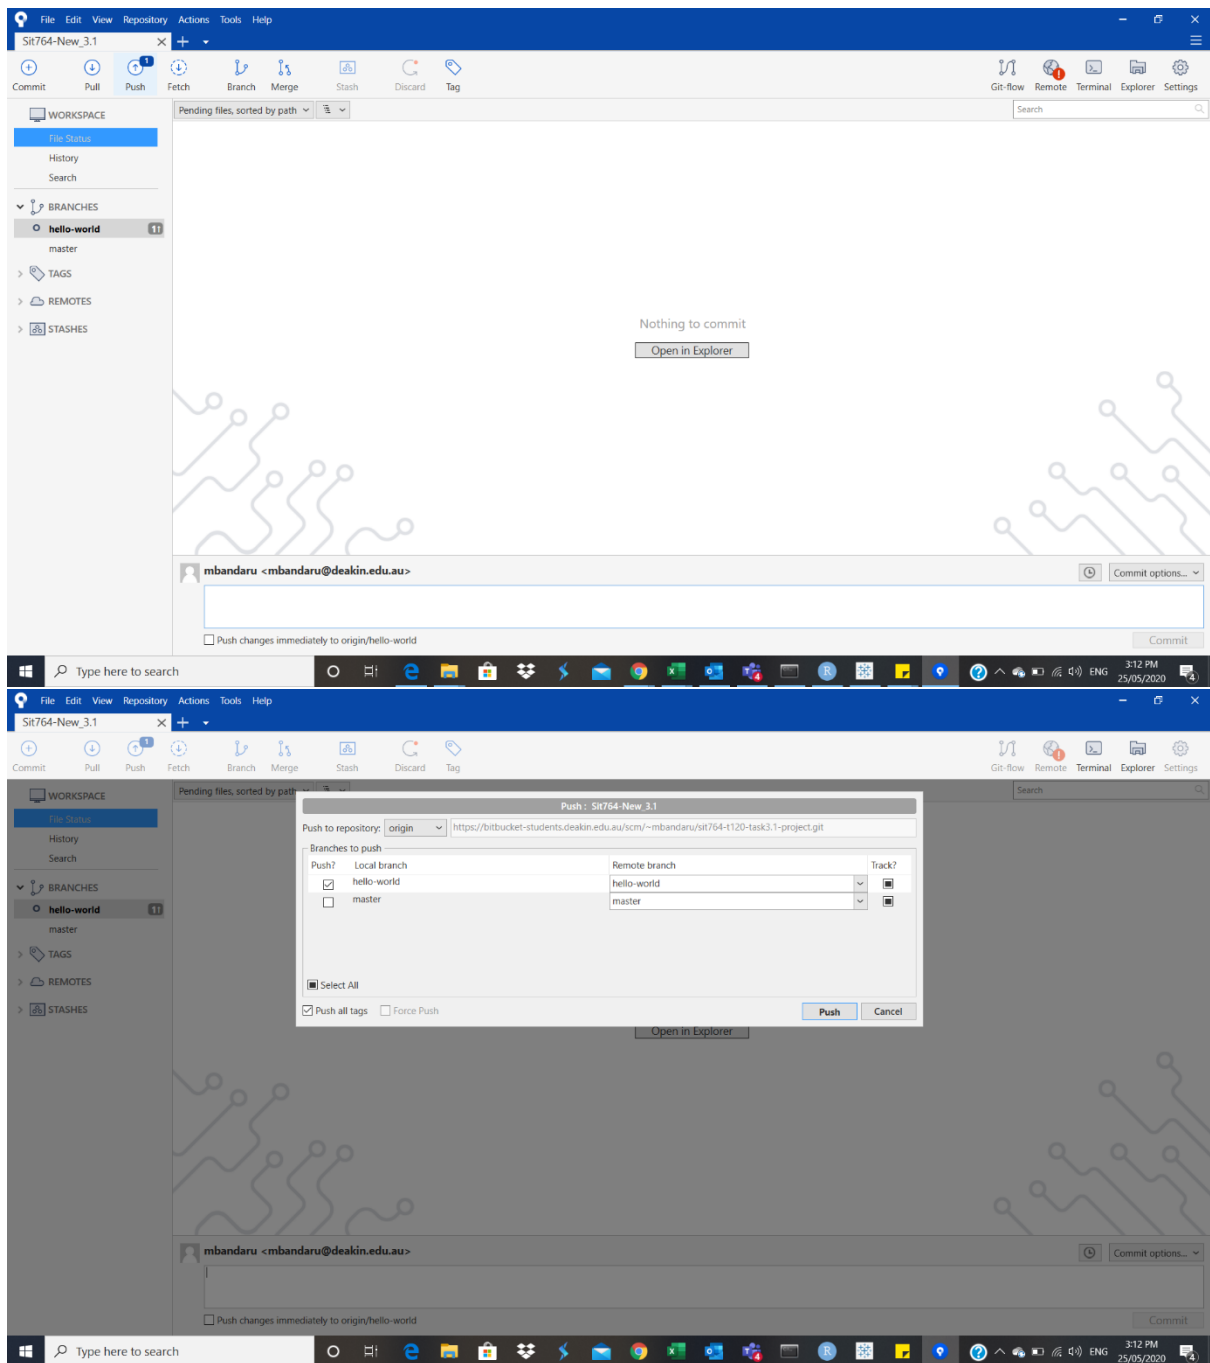 File Edit View Repository Actions Tools Help
Sit764-New_3.1
1
Commit Pull Push Fetch Branch Merge Stash Discard Tag Git-flow Remote Terminal Explorer Settings
WORKSPACE
Pending files, sorted by path
Search
File Status
History
Search
BRANCHES
hello-world 1
master
TAGS
REMOTES
STASHES
Nothing to commit
Open in Explorer
mbandaru <mbandaru@deakin.edu.au>
Commit options...
Push changes immediately to origin/hello-world
Commit
Type here to search
ENG
3:12 PM
25/05/2020
4
File Edit View Repository Actions Tools Help
Sit764-New_3.1
1
Commit Pull Push Fetch Branch Merge Stash Discard Tag Git-flow Remote Terminal Explorer Settings
WORKSPACE
Pending files, sorted by path
Search
File Status
History
Search
BRANCHES
hello-world 1
master
TAGS
REMOTES
STASHES
Push : Sit764-New_3.1
Push to repository: origin https://bitbucket-students.deakin.edu.au/scm/~mbandaru/sit764-t120-task3.1-project.git
Branches to push
Push? Local branch Remote branch Track?
hello-world hello-world
master master
Select All
Push all tags Force Push Push Cancel
Open in Explorer
mbandaru <mbandaru@deakin.edu.au>
Commit options...
Push changes immediately to origin/hello-world
Commit
Type here to search
ENG
3:12 PM
25/05/2020
4